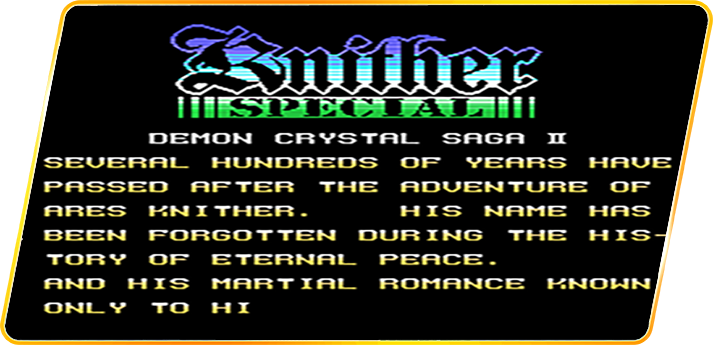 Knither
SPECIAL
DEMON CRYSTAL SAGA II
SEVERAL HUNDREDS OF YEARS HAVE
PASSED AFTER THE ADVENTURE OF
ARES KNITHER. HIS NAME HAS
BEEN FORGOTTEN DURING THE HIS-
TORY OF ETERNAL PEACE.
AND HIS MARTIAL ROMANCE KNOWN
ONLY TO HI